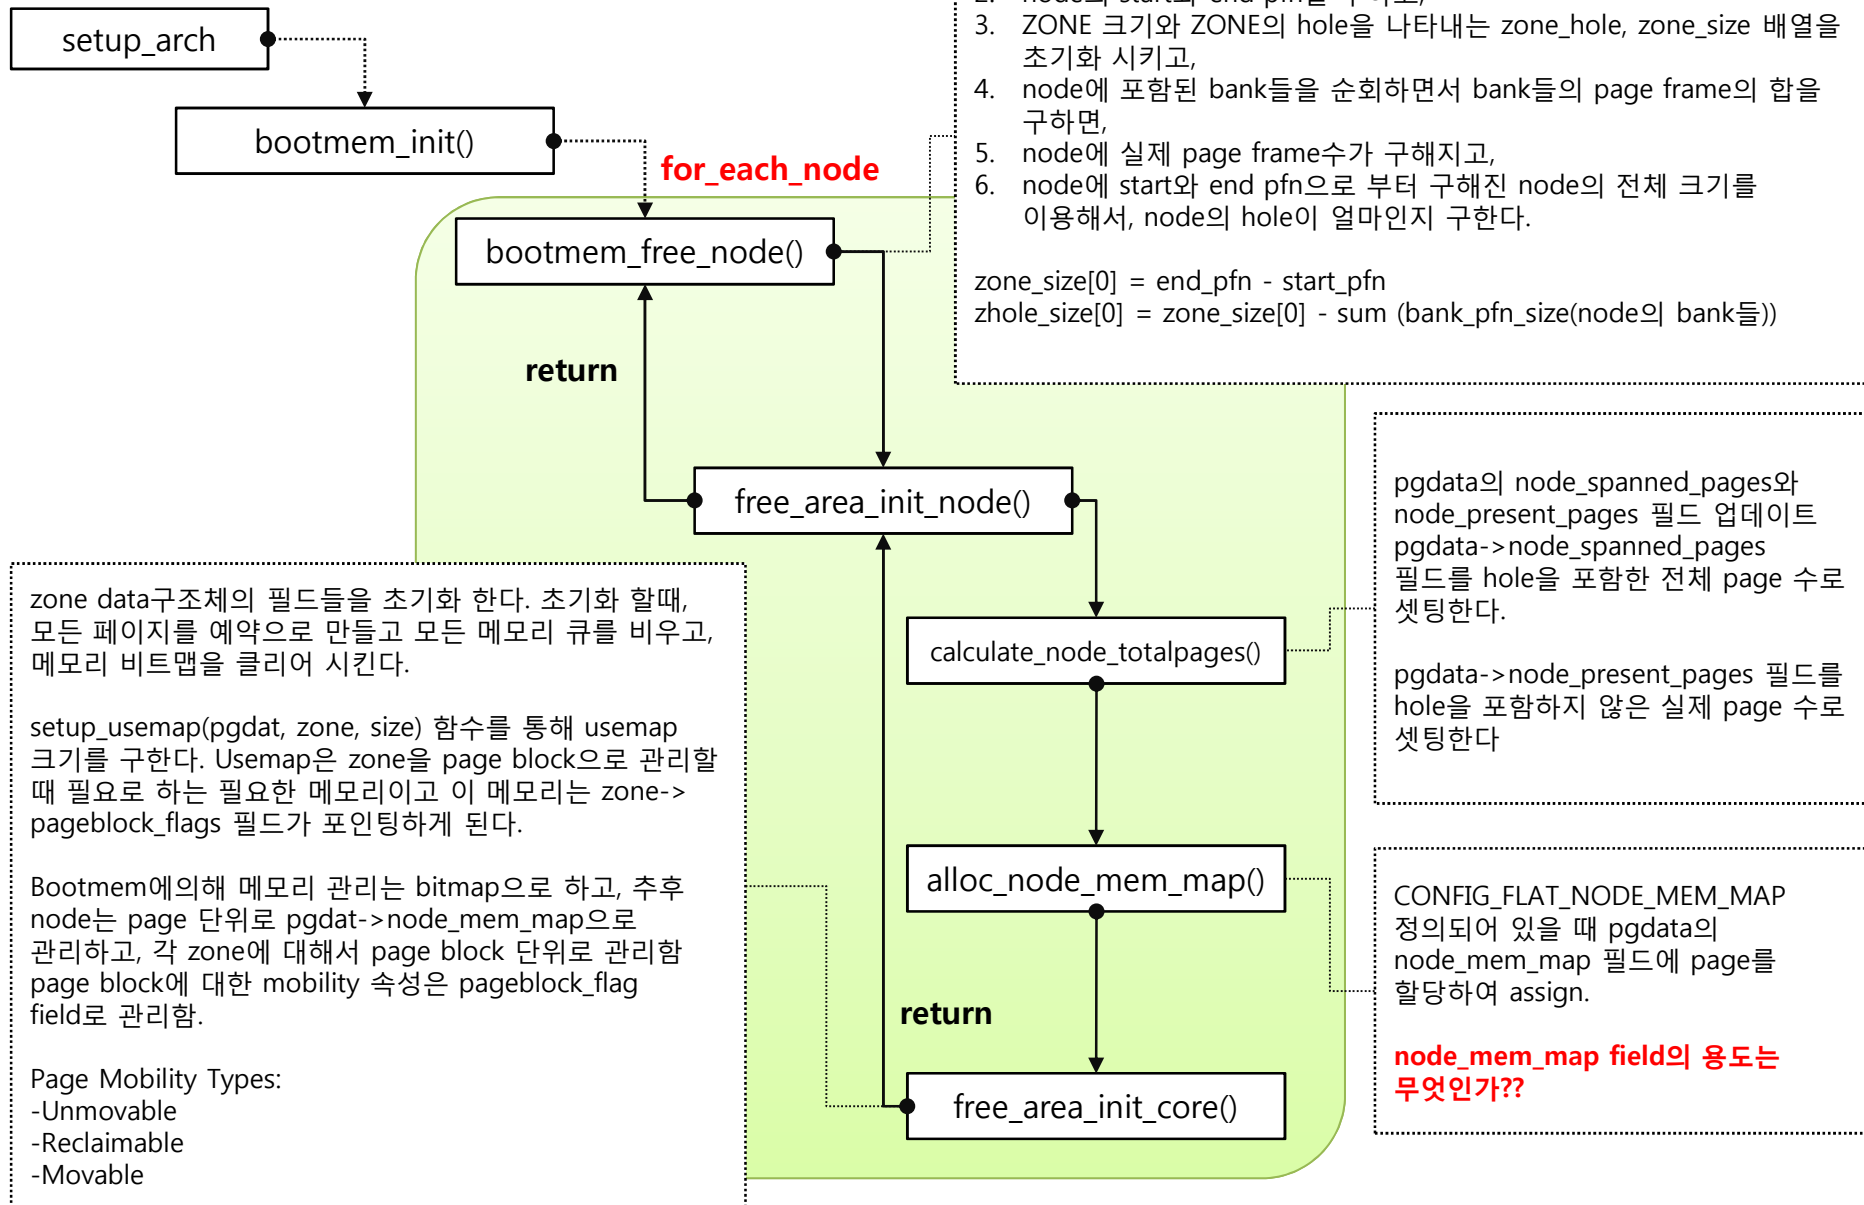 setup_arch
bootmem_init()
for_each_node
bootmem_free_node()
return
3. ZONE 크기와 ZONE의 hole을 나타내는 zone_hole, zone_size 배열을
초기화 시키고,
4. node에 포함된 bank들을 순회하면서 bank들의 page frame의 합을
구하면,
5. node에 실제 page frame수가 구해지고,
6. node에 start와 end pfn으로 부터 구해진 node의 전체 크기를
이용해서, node의 hole이 얼마인지 구한다.
zone_size[0] = end_pfn - start_pfn
zhole_size[0] = zone_size[0] - sum (bank_pfn_size(node의 bank들))
free_area_init_node()
pgdata의 node_spanned_pages와
node_present_pages 필드 업데이트
pgdata->node_spanned_pages
필드를 hole을 포함한 전체 page 수로
셋팅한다.
pgdata->node_present_pages 필드를
hole을 포함하지 않은 실제 page 수로
셋팅한다
calculate_node_totalpages()
zone data구조체의 필드들을 초기화 한다. 초기화 할때,
모든 페이지를 예약으로 만들고 모든 메모리 큐를 비우고,
메모리 비트맵을 클리어 시킨다.
setup_usemap(pgdat, zone, size) 함수를 통해 usemap
크기를 구한다. Usemap은 zone을 page block으로 관리할
때 필요로 하는 필요한 메모리이고 이 메모리는 zone->
pageblock_flags 필드가 포인팅하게 된다.
Bootmem에의해 메모리 관리는 bitmap으로 하고, 추후
node는 page 단위로 pgdat->node_mem_map으로
관리하고, 각 zone에 대해서 page block 단위로 관리함
page block에 대한 mobility 속성은 pageblock_flag
field로 관리함.
Page Mobility Types:
-Unmovable
-Reclaimable
-Movable
alloc_node_mem_map()
CONFIG_FLAT_NODE_MEM_MAP
정의되어 있을 때 pgdata의
node_mem_map 필드에 page를
할당하여 assign.
node_mem_map field의 용도는
무엇인가??
return
free_area_init_core()